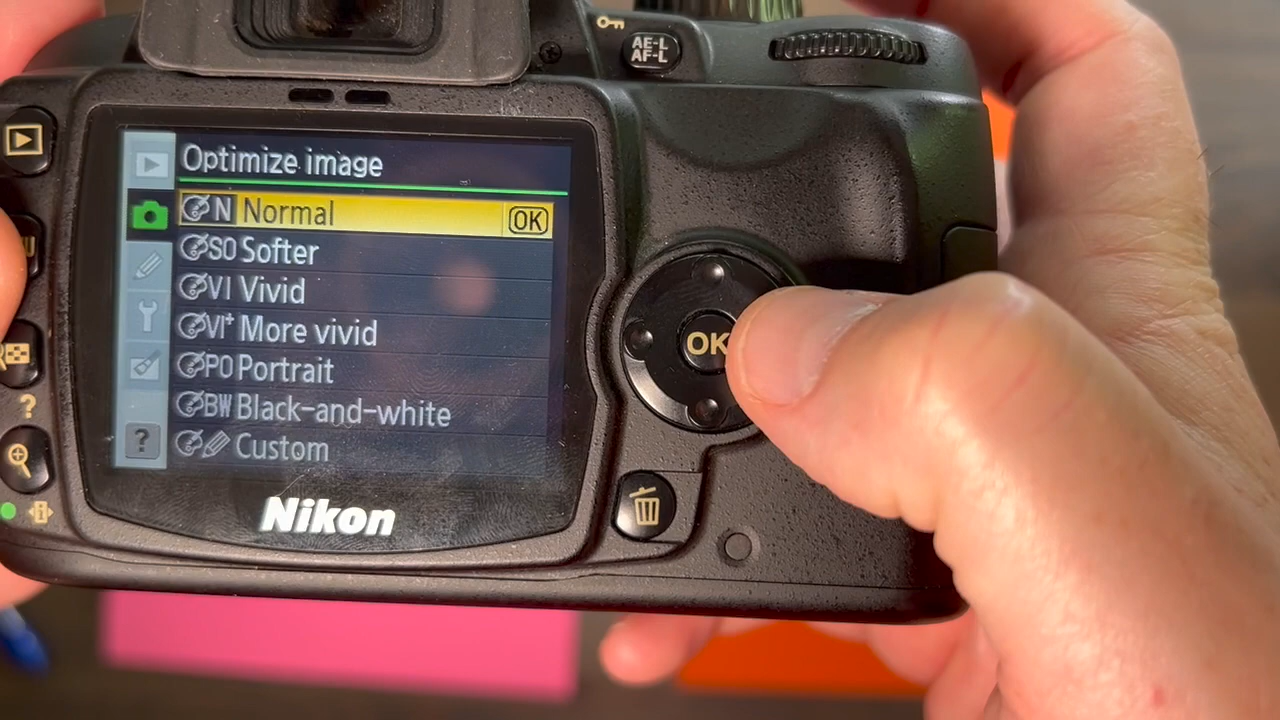 AE-L
AF-L
Optimize image
N Normal OK
SO Softer
VI Vivid
VI+ More vivid
OK
PO Portrait
BW Black-and-white
Custom
?
?
Nikon